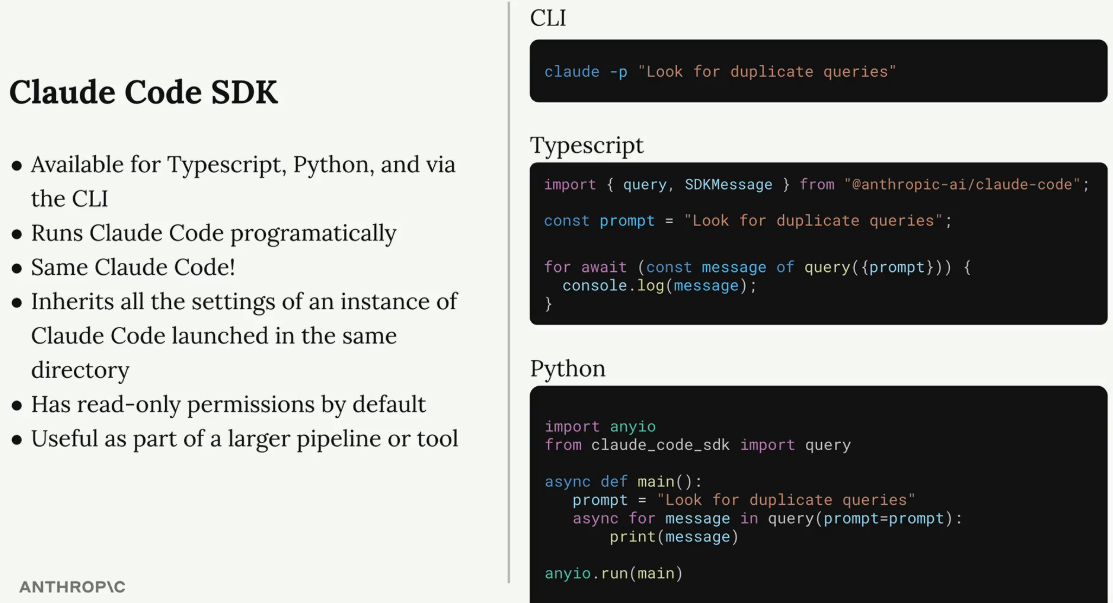 Claude Code SDK
● Available for Typescript, Python, and via
the CLI
● Runs Claude Code programatically
● Same Claude Code!
● Inherits all the settings of an instance of
Claude Code launched in the same
directory
● Has read-only permissions by default
● Useful as part of a larger pipeline or tool
ANTHROP\C
CLI
claude -p "Look for duplicate queries"
Typescript
import { query, SDKMessage } from "@anthropic-ai/claude-code";
const prompt = "Look for duplicate queries";
for await (const message of query({prompt})) {
  console.log(message);
}
Python
import anyio
from claude_code_sdk import query
async def main():
   prompt = "Look for duplicate queries"
   async for message in query(prompt=prompt):
       print(message)
anyio.run(main)